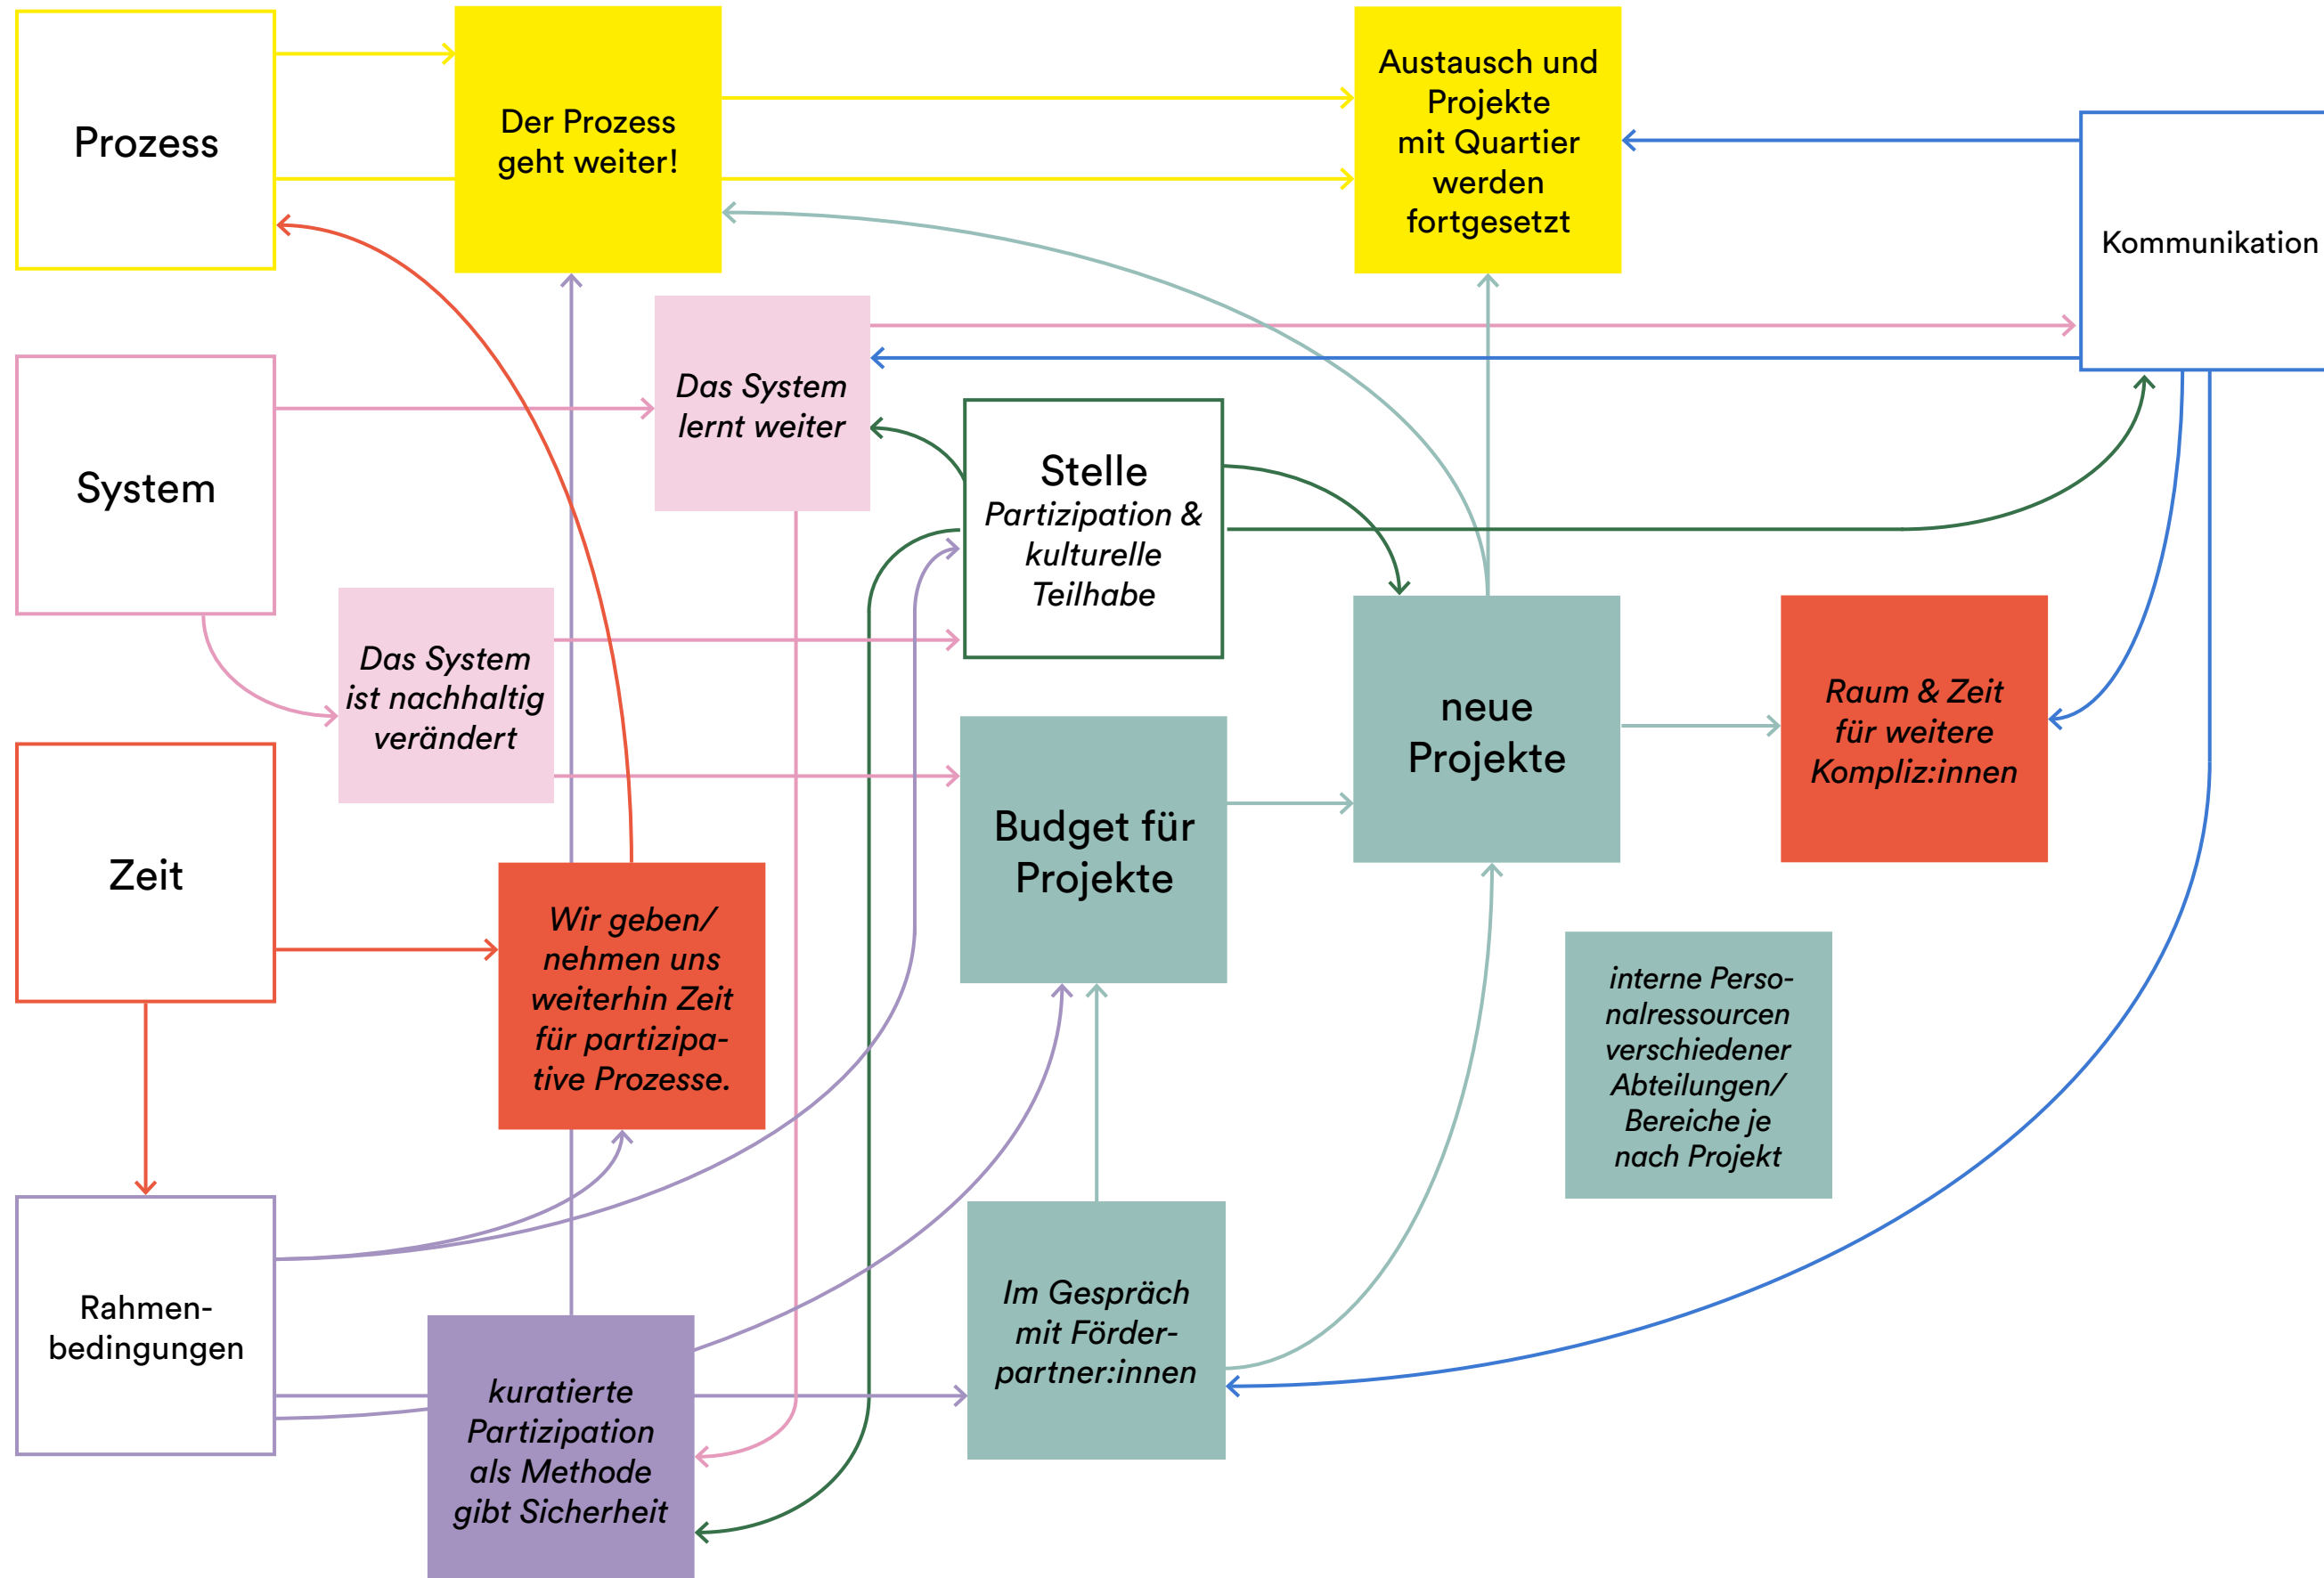 Prozess
Der Prozess
geht weiter!
Austausch und
Projekte
mit Quartier
werden
fortgesetzt
Kommunikation
System
Das System
lernt weiter
Stelle
Partizipation &
kulturelle
Teilhabe
Das System
ist nachhaltig
verändert
neue
Projekte
Raum & Zeit
für weitere
Kompliz:innen
Zeit
Wir geben/
nehmen uns
weiterhin Zeit
für partizipa-
tive Prozesse.
Budget für
Projekte
interne Perso-
nalressourcen
verschiedener
Abteilungen/
Bereiche je
nach Projekt
Rahmen-
bedingungen
kuratierte
Partizipation
als Methode
gibt Sicherheit
Im Gespräch
mit Förder-
partner:innen